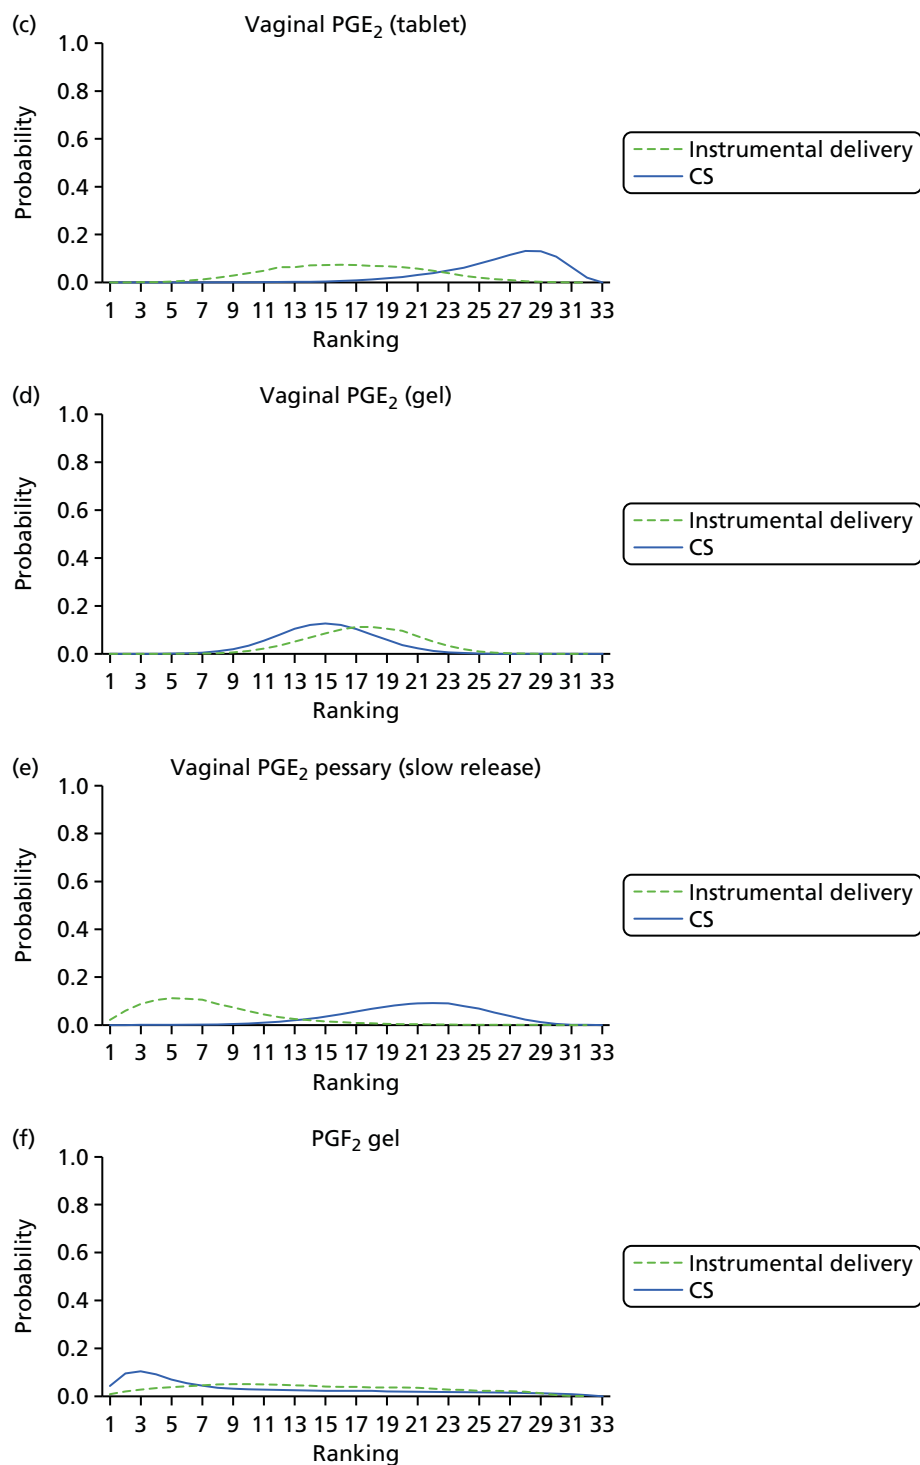 (c) Vaginal PGE₂ (tablet)
1.0
0.8
0.6
0.4
0.2
0.0
Probability
1 3 5 7 9 11 13 15 17 19 21 23 25 27 29 31 33
Ranking
Instrumental delivery
CS
(d) Vaginal PGE₂ (gel)
1.0
0.8
0.6
0.4
0.2
0.0
Probability
1 3 5 7 9 11 13 15 17 19 21 23 25 27 29 31 33
Ranking
Instrumental delivery
CS
(e) Vaginal PGE₂ pessary (slow release)
1.0
0.8
0.6
0.4
0.2
0.0
Probability
1 3 5 7 9 11 13 15 17 19 21 23 25 27 29 31 33
Ranking
Instrumental delivery
CS
(f) PGF₂ gel
1.0
0.8
0.6
0.4
0.2
0.0
Probability
1 3 5 7 9 11 13 15 17 19 21 23 25 27 29 31 33
Ranking
Instrumental delivery
CS